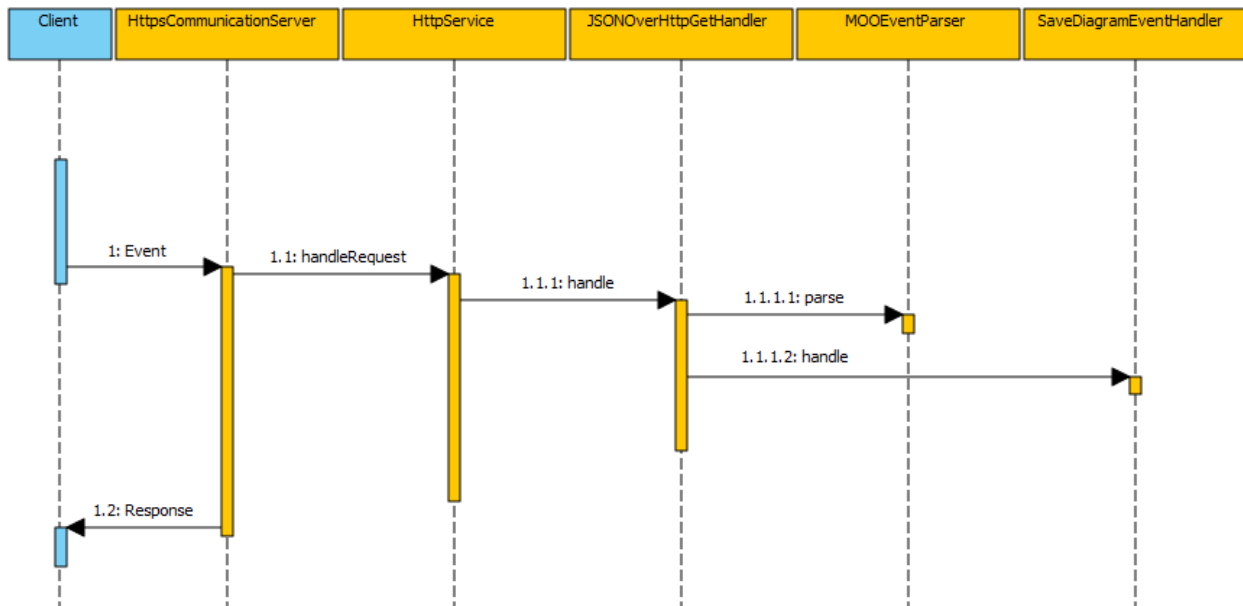 Client
HttpsCommunicationServer
HttpService
JSONOverHttpGetHandler
MOOEventParser
SaveDiagramEventHandler
1: Event
1.1: handleRequest
1.1.1: handle
1.1.1.1: parse
1.1.1.2: handle
1.2: Response